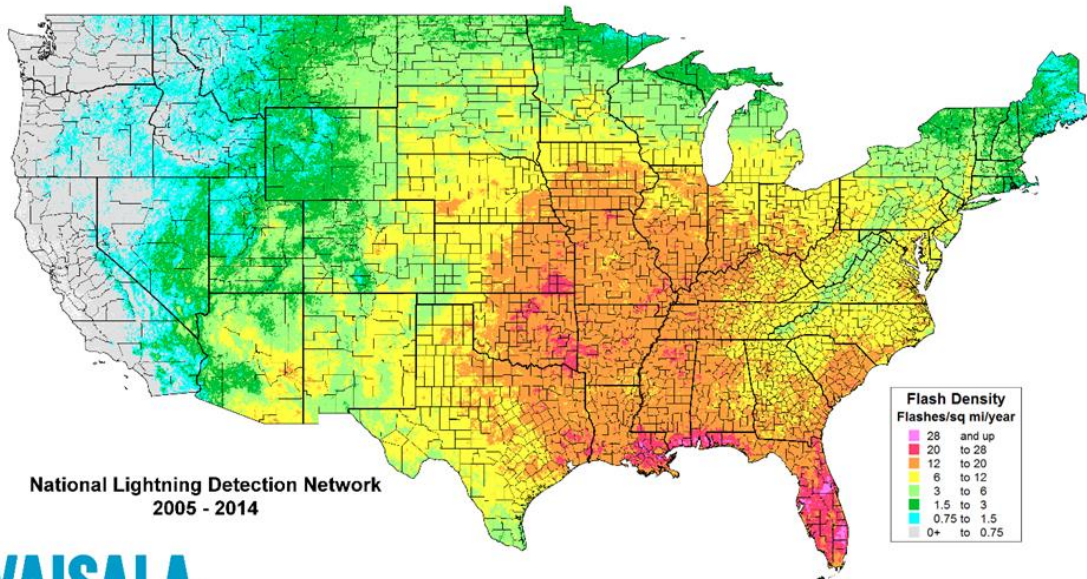 National Lightning Detection Network
2005 - 2014
VAISALA
Flash Density
Flashes/sq mi/year
28 and up
20 to 28
12 to 20
6 to 12
3 to 6
1.5 to 3
0.75 to 1.5
0+ to 0.75